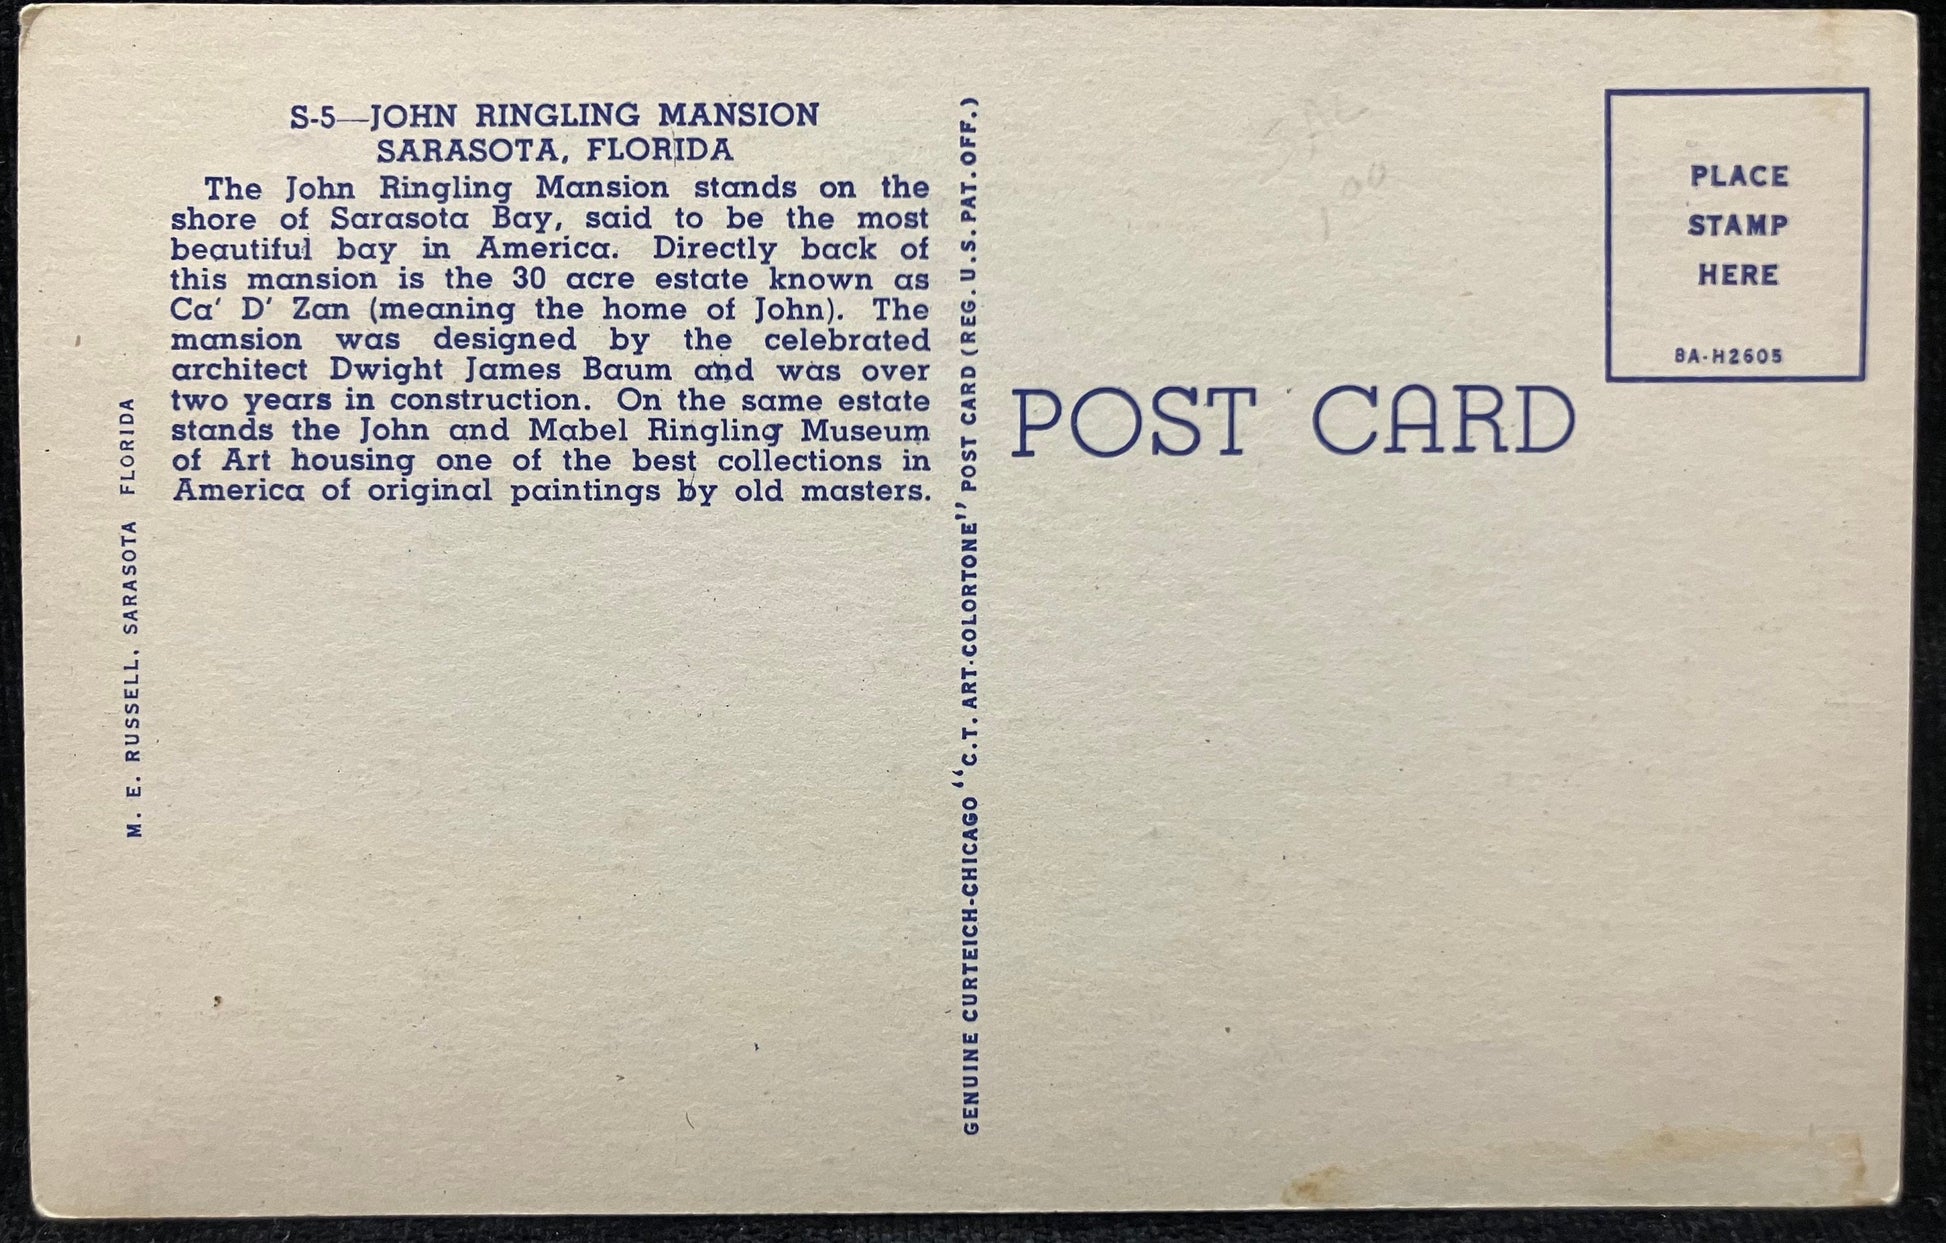 S-5—JOHN RINGLING MANSION
SARASOTA, FLORIDA
The John Ringling Mansion stands on the
shore of Sarasota Bay, said to be the most
beautiful bay in America. Directly back of
this mansion is the 30 acre estate known as
Ca' D' Zan (meaning the home of John). The
mansion was designed by the celebrated
architect Dwight James Baum and was over
two years in construction. On the same estate
stands the John and Mabel Ringling Museum
of Art housing one of the best collections in
America of original paintings by old masters.
M. E. RUSSELL, SARASOTA FLORIDA
GENUINE CURTEICH-CHICAGO "C.T. ART-COLORTONE" POST CARD (REG. U.S. PAT. OFF.)
POST CARD
PLACE
STAMP
HERE
8A-H2605
1 00